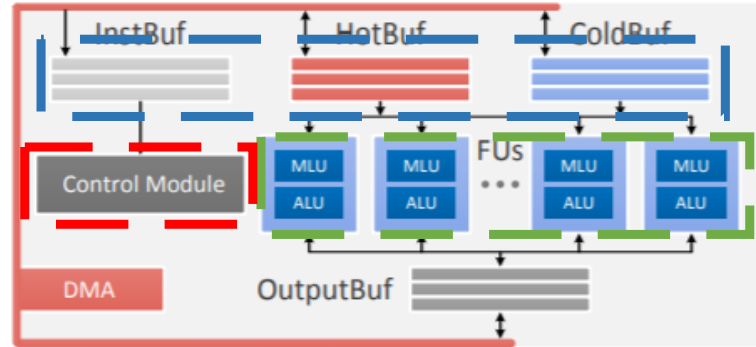 InstBuf HotBuf ColdBuf
Control Module
MLU MLU FUs MLU MLU
ALU ALU ... ALU ALU
DMA
OutputBuf